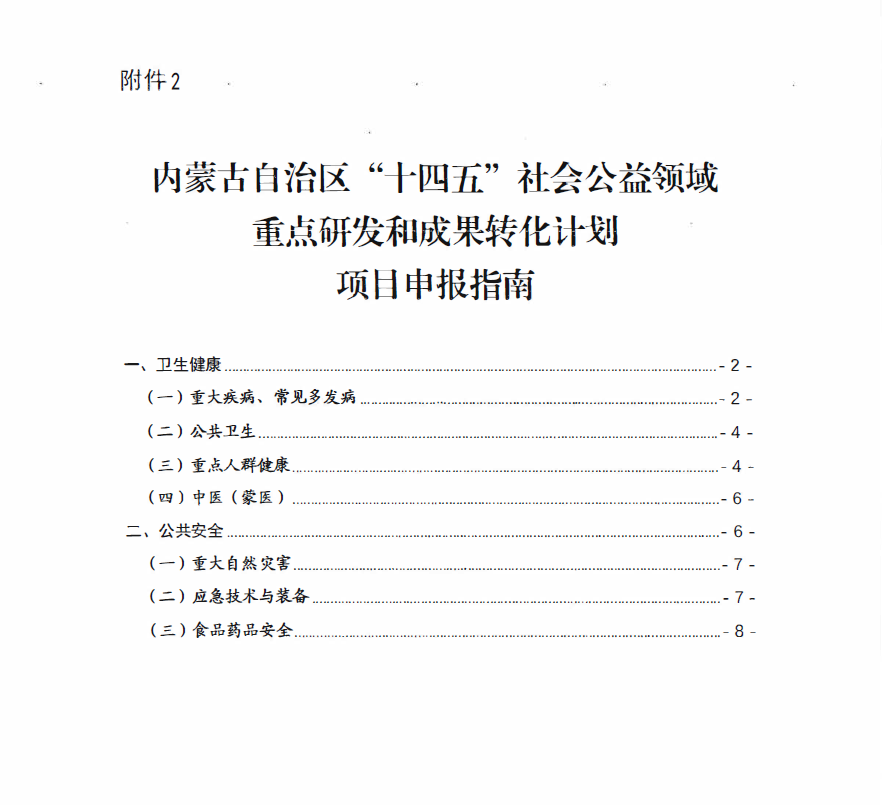 附件2
内蒙古自治区“十四五”社会公益领域
重点研发和成果转化计划
项目申报指南
一、卫生健康 - 2 -
（一）重大疾病、常见多发病 - 2 -
（二）公共卫生 - 4 -
（三）重点人群健康 - 4 -
（四）中医（蒙医） - 6 -
二、公共安全 - 6 -
（一）重大自然灾害 - 7 -
（二）应急技术与装备 - 7 -
（三）食品药品安全 - 8 -